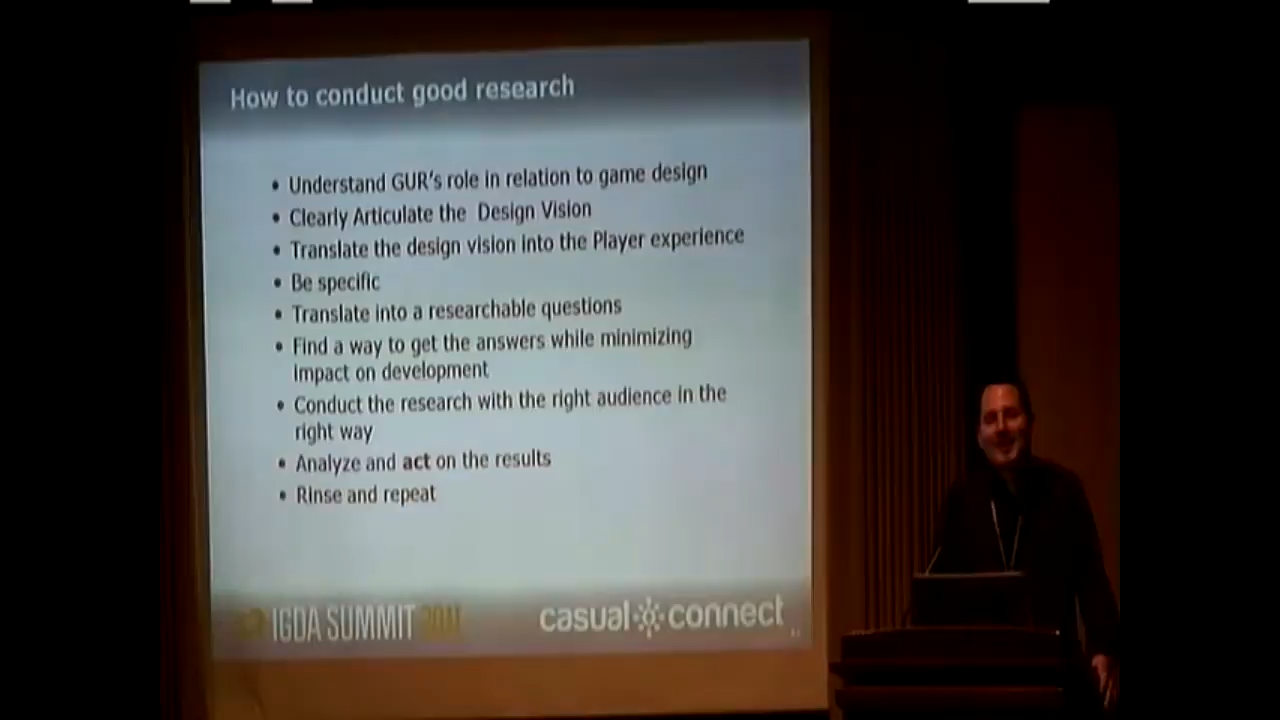 How to conduct good research
• Understand GUR's role in relation to game design
• Clearly Articulate the Design Vision
• Translate the design vision into the Player experience
• Be specific
• Translate into a researchable questions
• Find a way to get the answers while minimizing
impact on development
• Conduct the research with the right audience in the
right way
• Analyze and act on the results
• Rinse and repeat
IGDA SUMMIT
casual connect